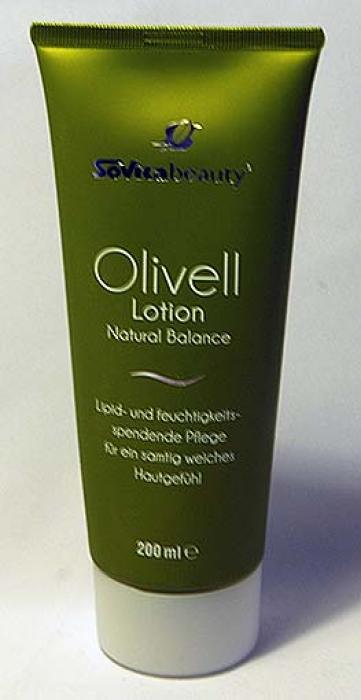 SoVitabeauty
Olivell
Lotion
Natural Balance
Lipid- und feuchtigkeits-
spendende Pflege
für ein samtig weiches
Hautgefühl
200 ml e